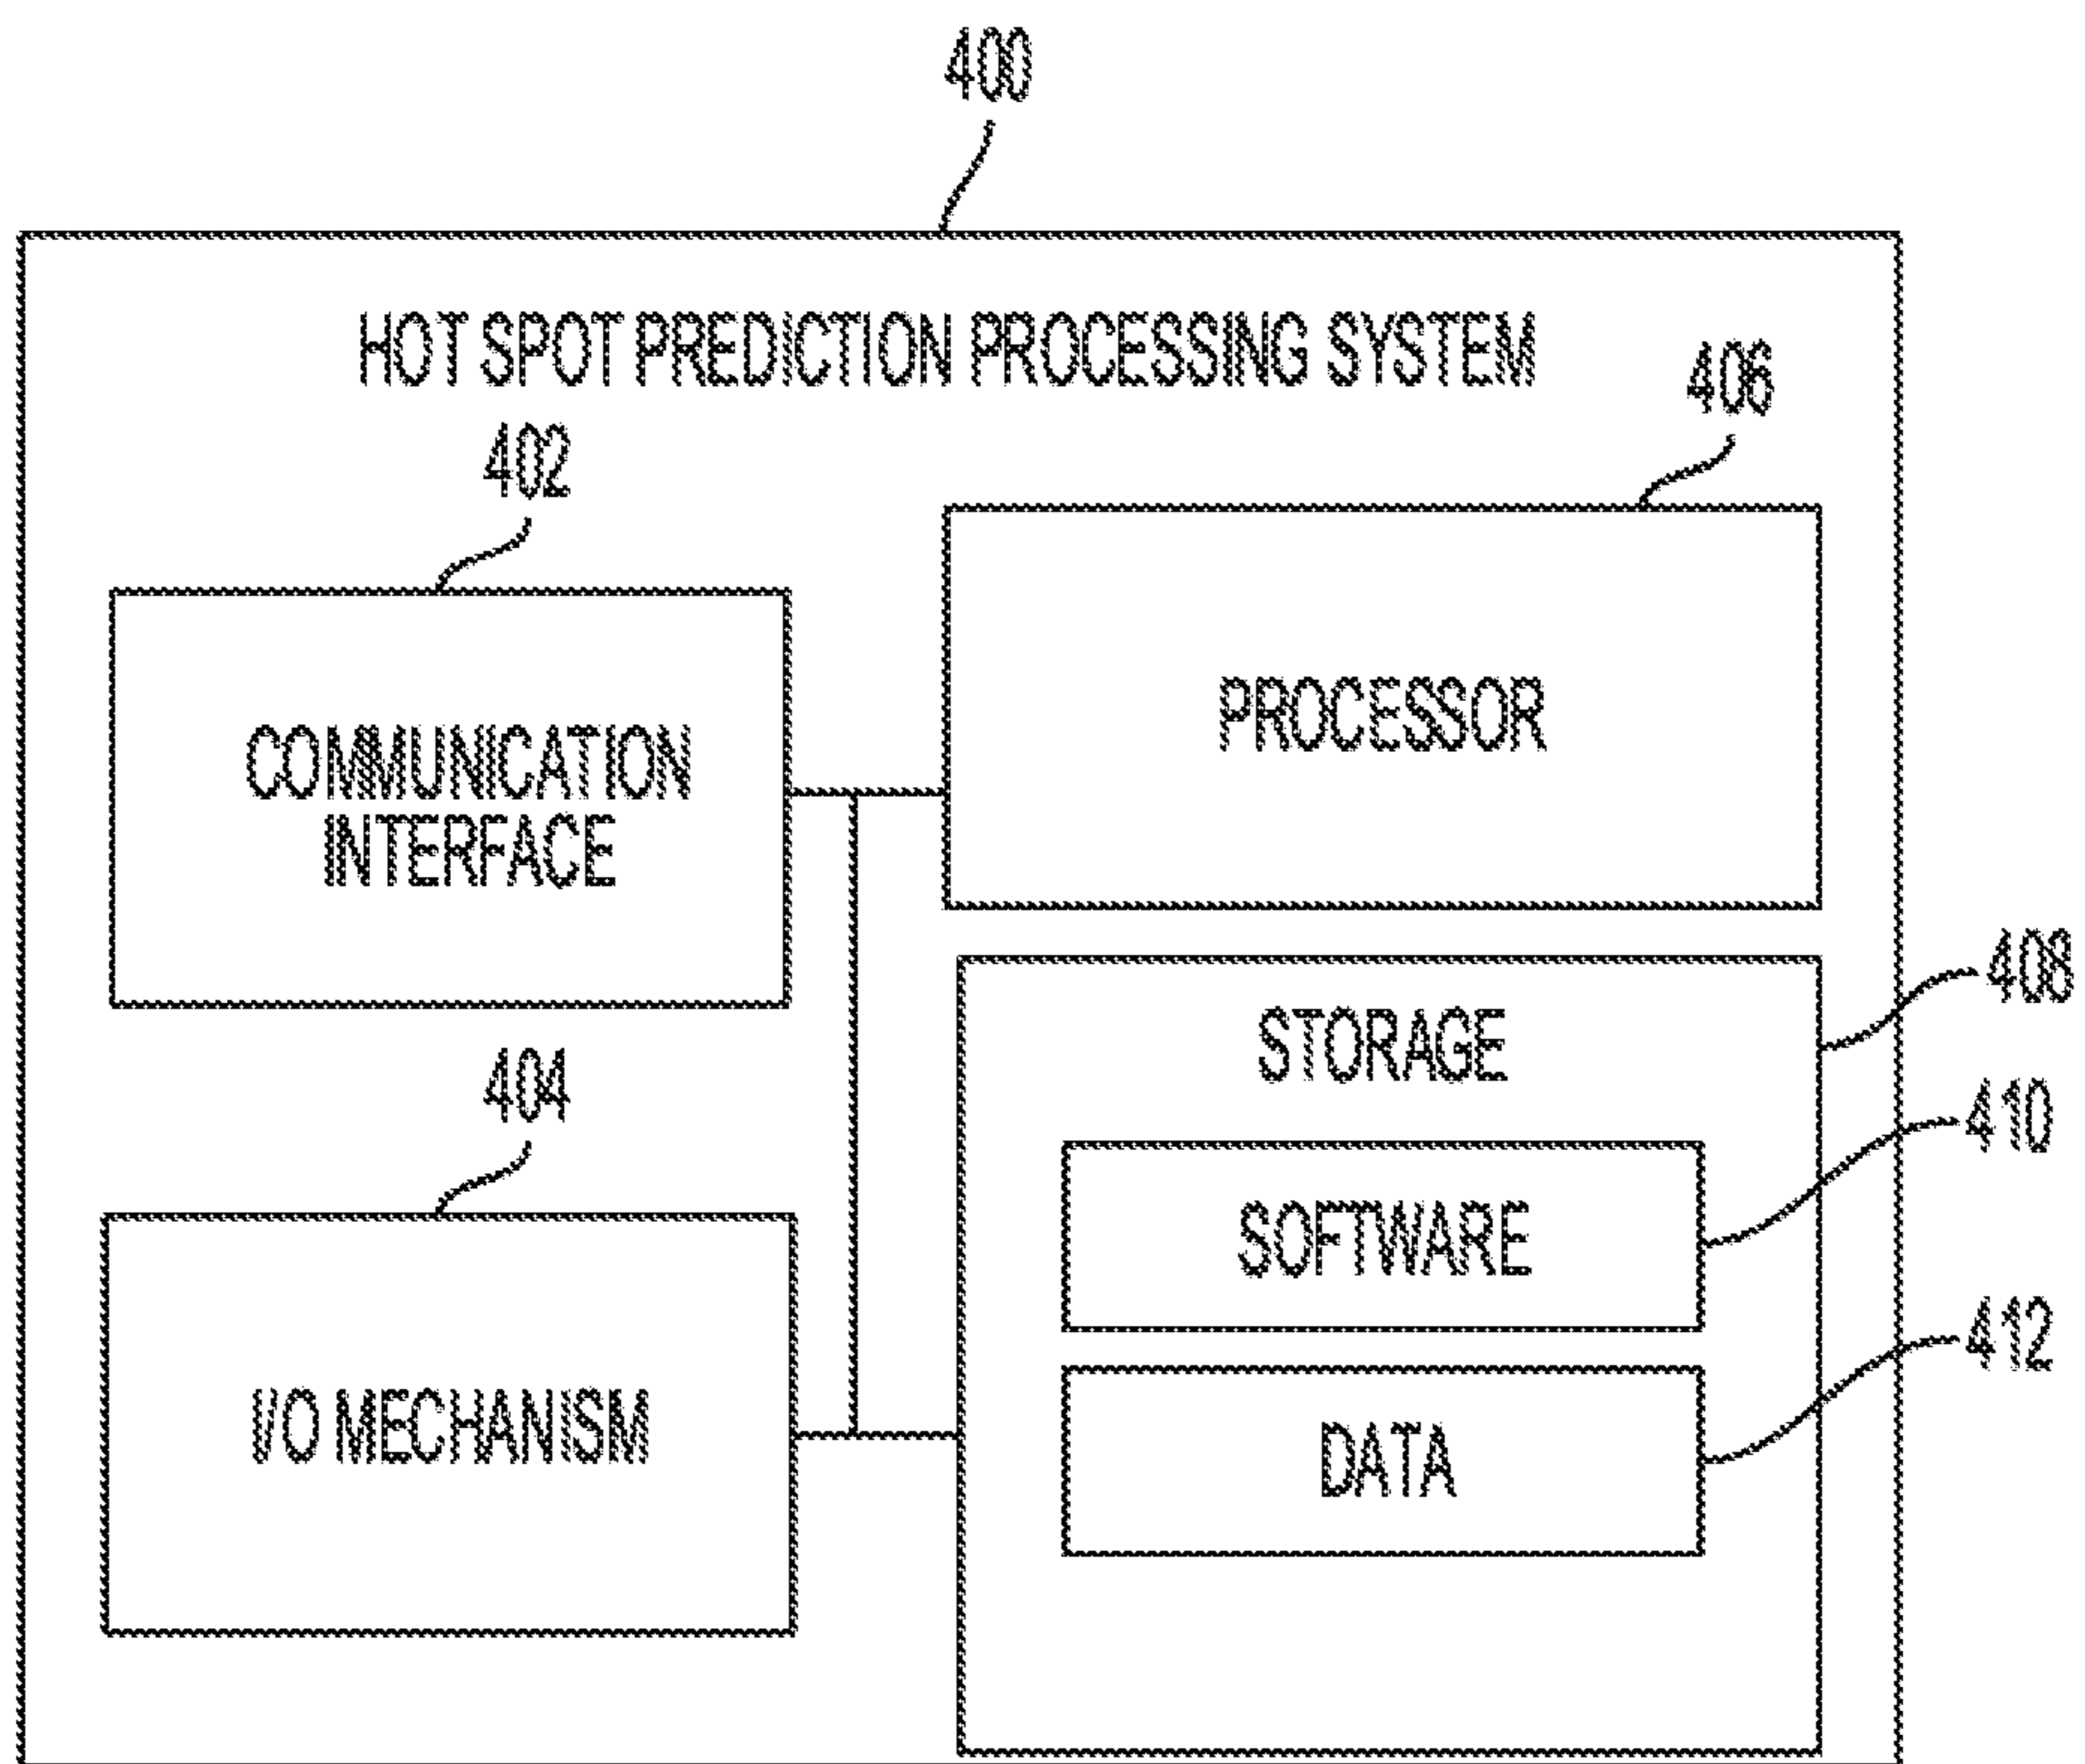 400
HOT SPOT PREDICTION PROCESSING SYSTEM
406
402
PROCESSOR
COMMUNICATION
INTERFACE
408
STORAGE
404
410
SOFTWARE
412
I/O MECHANISM
DATA